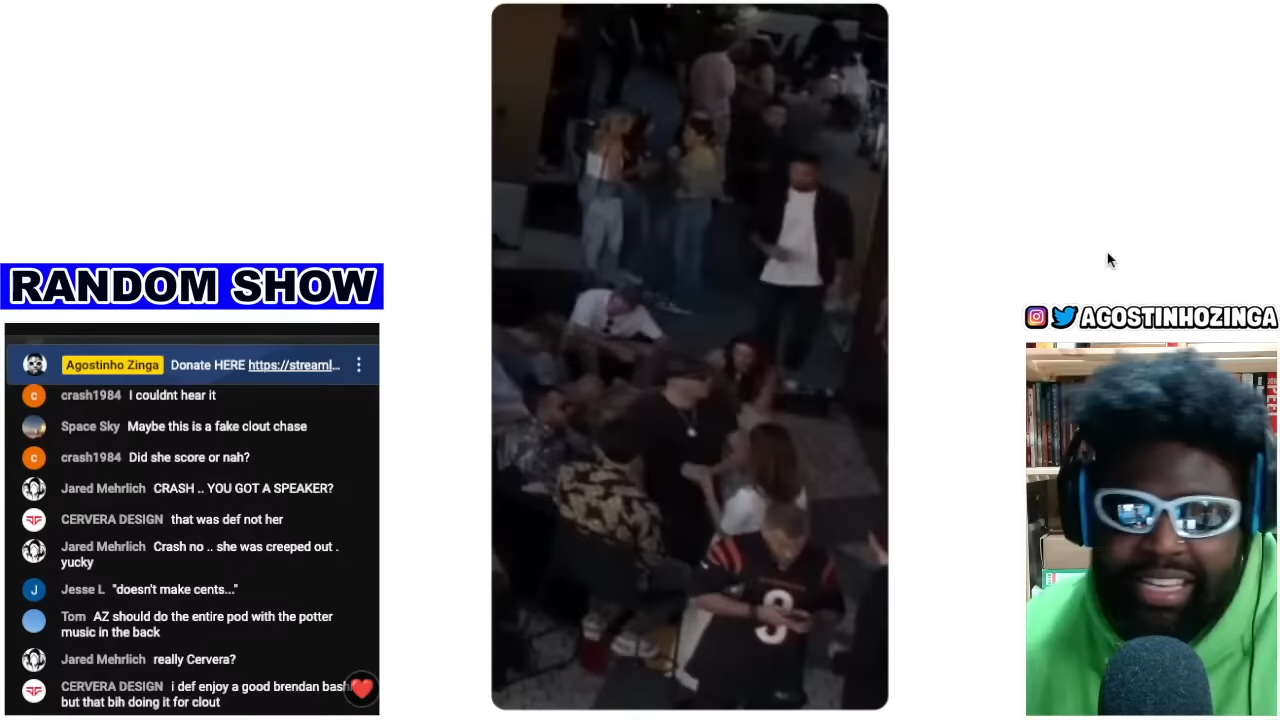 RANDOM SHOW
Agostinho Zinga Donate HERE https://streaml...
crash1984 I couldnt hear it
Space Sky Maybe this is a fake clout chase
crash1984 Did she score or nah?
Jared Mehrlich CRASH .. YOU GOT A SPEAKER?
CERVERA DESIGN that was def not her
Jared Mehrlich Crash no .. she was creeped out .
yucky
Jesse L "doesn't make cents..."
Tom AZ should do the entire pod with the potter
music in the back
Jared Mehrlich really Cervera?
CERVERA DESIGN i def enjoy a good brendan bash
but that bih doing it for clout
9
AGOSTINHOZINGA